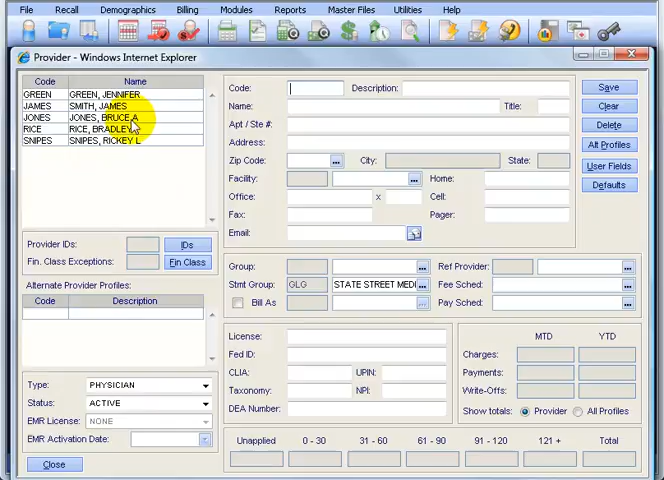 File Recall Demographics Billing Modules Reports Master Files Utilities Help
Provider - Windows Internet Explorer
Code Name
GREEN GREEN, JENNIFER
JAMES SMITH, JAMES
JONES JONES, BRUCE A
RICE RICE, BRADLEY
SNIPES SNIPES, RICKEY L
Provider IDs: IDs
Fin. Class Exceptions: Fin Class
Alternate Provider Profiles:
Code Description
Type: PHYSICIAN
Status: ACTIVE
EMR License: NONE
EMR Activation Date:
Close
Code: Description:
Name: Title:
Apt / Ste #:
Address:
Zip Code: ... City: State:
Facility: ... Home:
Office: x Cell:
Fax: Pager:
Email:
Save
Clear
Delete
Alt Profiles
User Fields
Defaults
Group: ... Ref Provider: ...
Stmt Group: GLG STATE STREET MEDI ... Fee Sched: ...
Bill As ... Pay Sched: ...
License:
Fed ID:
CLIA: UPIN:
Taxonomy: NPI:
DEA Number:
MTD YTD
Charges:
Payments:
Write-Offs:
Show totals: Provider All Profiles
Unapplied 0 - 30 31 - 60 61 - 90 91 - 120 121 + Total